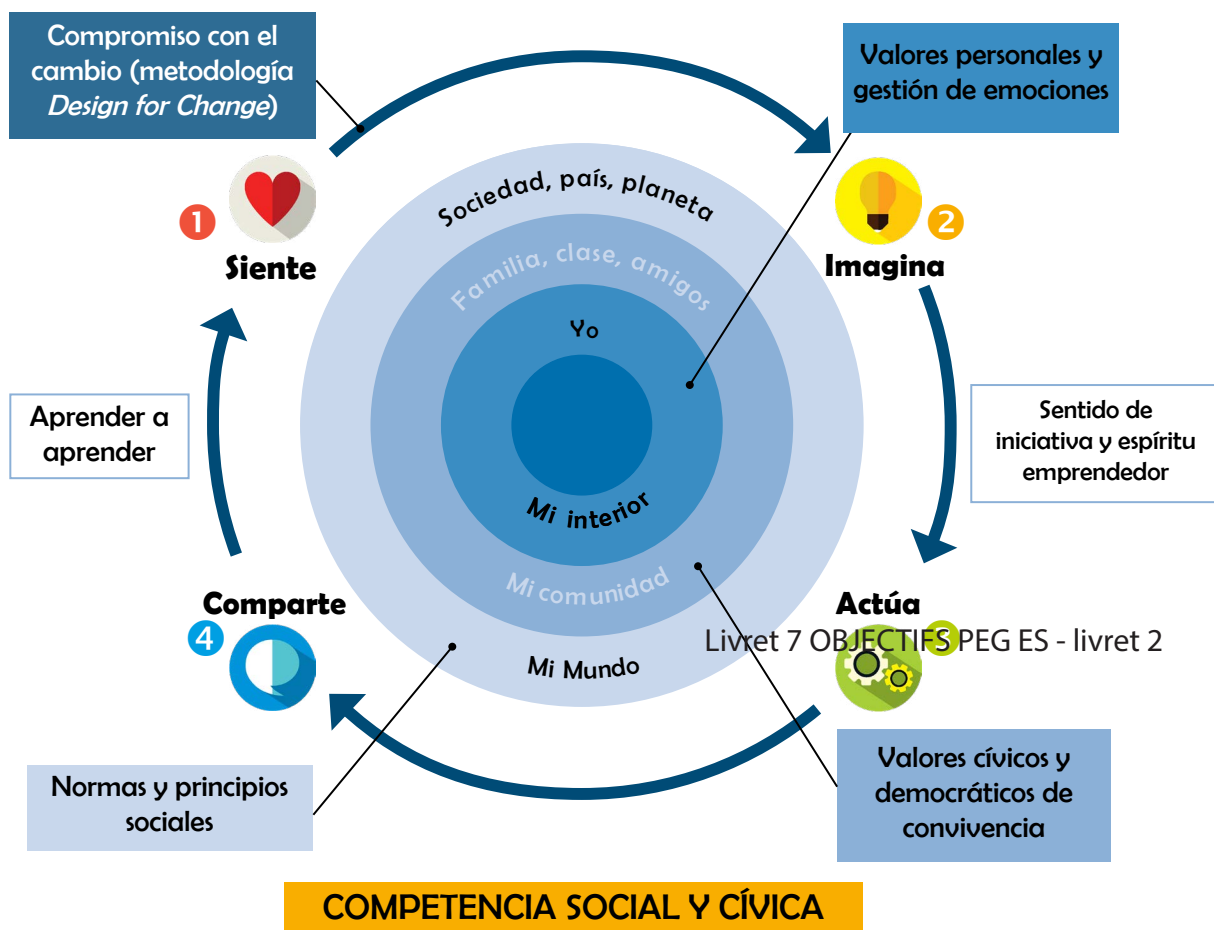 Compromiso con el
cambio (metodología
Design for Change)
Valores personales y
gestión de emociones
1
Siente
2
Imagina
Sociedad, país, planeta
Familia, clase, amigos
Yo
Mi interior
Mi comunidad
Mi Mundo
Aprender a
aprender
Sentido de
iniciativa y espíritu
emprendedor
Comparte
4
Actúa
3
Livret 7 OBJECTIFS PEG ES - livret 2
Normas y principios
sociales
Valores cívicos y
democráticos de
convivencia
COMPETENCIA SOCIAL Y CÍVICA